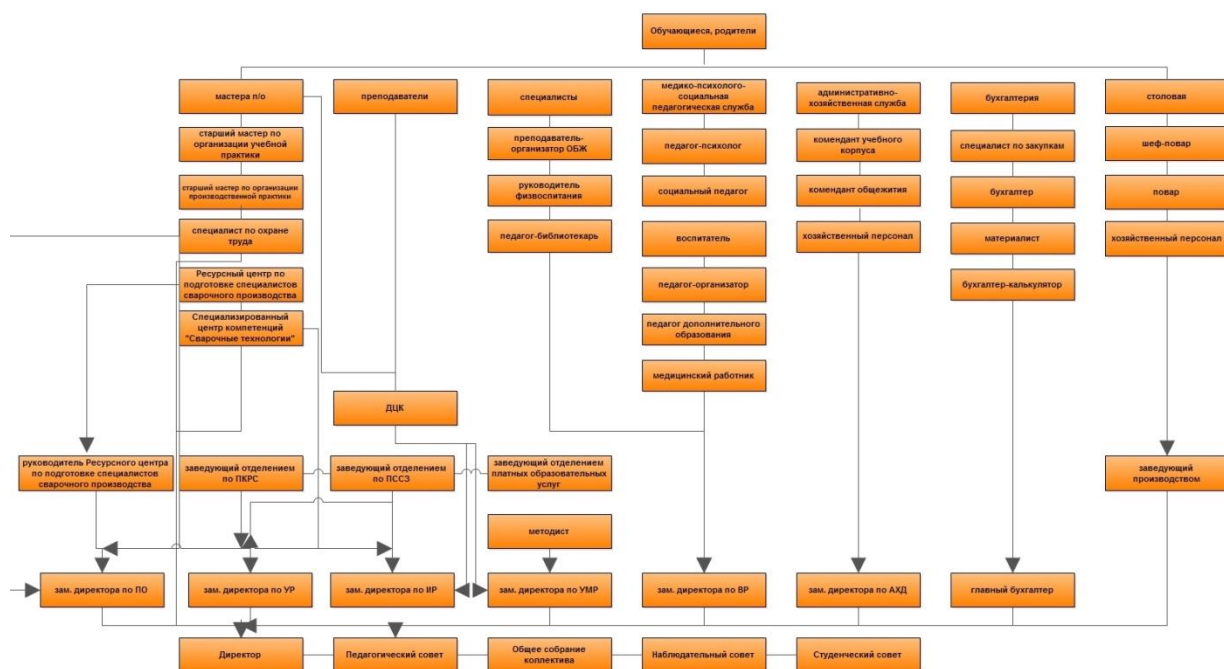 Обучающиеся, родители
мастера п/о
преподаватели
специалисты
медико-психолого-
социальная
педагогическая служба
административно-
хозяйственная служба
бухгалтерия
столовая
старший мастер по
организации учебной
практики
преподаватель-
организатор ОБЖ
педагог-психолог
комендант учебного
корпуса
специалист по закупкам
шеф-повар
старший мастер по организации
производственной практики
руководитель
физвоспитания
социальный педагог
комендант общежития
бухгалтер
повар
специалист по охране
труда
педагог-библиотекарь
воспитатель
хозяйственный персонал
материалист
хозяйственный персонал
Ресурсный центр по
подготовке специалистов
сварочного производства
педагог-организатор
бухгалтер-калькулятор
Специализированный
центр компетенций
"Сварочные технологии"
педагог дополнительного
образования
медицинский работник
ДЦК
руководитель Ресурсного центра
по подготовке специалистов
сварочного производства
заведующий отделением
по ПКРС
заведующий отделением
по ПССЗ
заведующий отделением
платных образовательных
услуг
заведующий
производством
методист
зам. директора по ПО
зам. директора по УР
зам. директора по ИР
зам. директора по УМР
зам. директора по ВР
зам. директора по АХД
главный бухгалтер
Директор
Педагогический совет
Общее собрание
коллектива
Наблюдательный совет
Студенческий совет